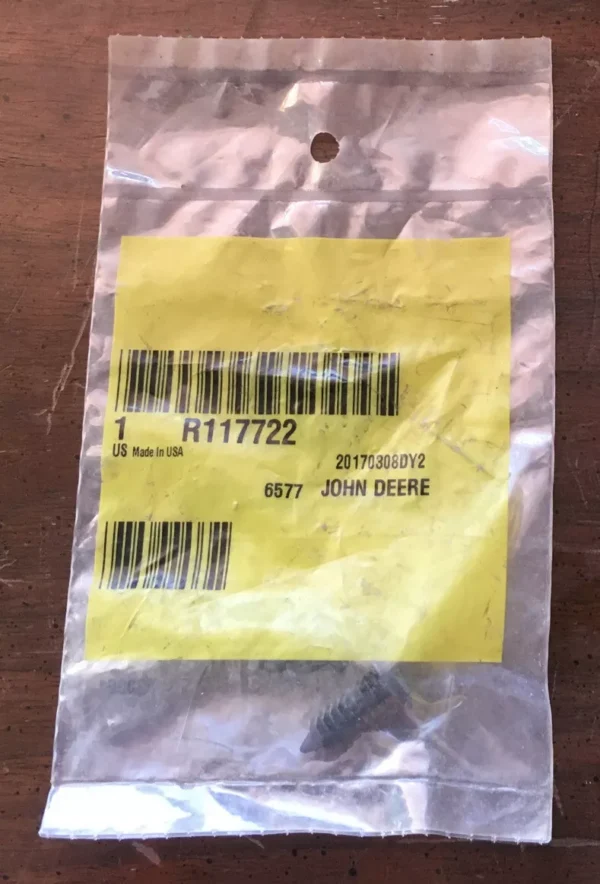 1 R117722
US Made In USA
20170308DY2
6577 JOHN DEERE